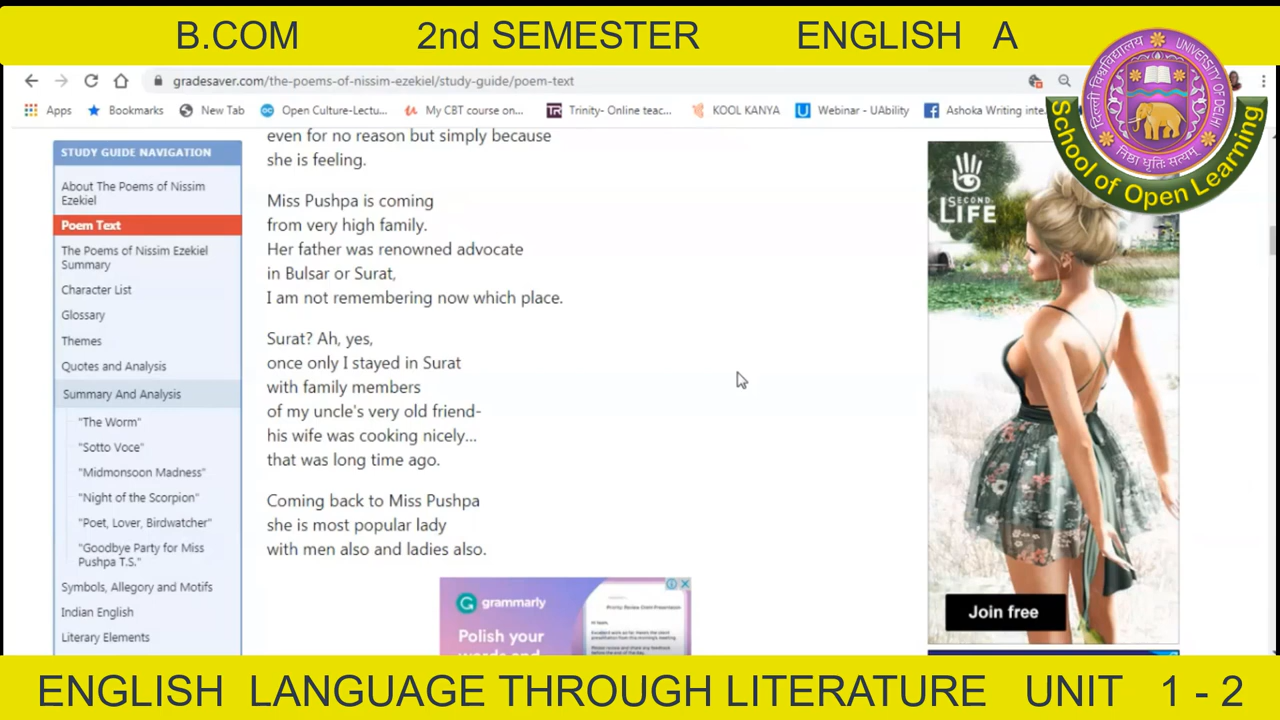 B.COM 2nd SEMESTER ENGLISH A
gradesaver.com/the-poems-of-nissim-ezekiel/study-guide/poem-text
Apps Bookmarks New Tab Open Culture-Lectu... My CBT course on... Trinity- Online teac... KOOL KANYA Webinar - UAbility Ashoka Writing inte
दिल्ली विश्वविद्यालय UNIVERSITY OF DELHI
निष्ठा धृतिः सत्यम्
School of Open Learning
STUDY GUIDE NAVIGATION
About The Poems of Nissim
Ezekiel
Poem Text
The Poems of Nissim Ezekiel
Summary
Character List
Glossary
Themes
Quotes and Analysis
Summary And Analysis
"The Worm"
"Sotto Voce"
"Midmonsoon Madness"
"Night of the Scorpion"
"Poet, Lover, Birdwatcher"
"Goodbye Party for Miss
Pushpa T.S."
Symbols, Allegory and Motifs
Indian English
Literary Elements
even for no reason but simply because
she is feeling.
Miss Pushpa is coming
from very high family.
Her father was renowned advocate
in Bulsar or Surat,
I am not remembering now which place.
Surat? Ah, yes,
once only I stayed in Surat
with family members
of my uncle's very old friend-
his wife was cooking nicely...
that was long time ago.
Coming back to Miss Pushpa
she is most popular lady
with men also and ladies also.
grammarly
Polish your
SECOND
LIFE
Join free
ENGLISH LANGUAGE THROUGH LITERATURE UNIT 1 - 2